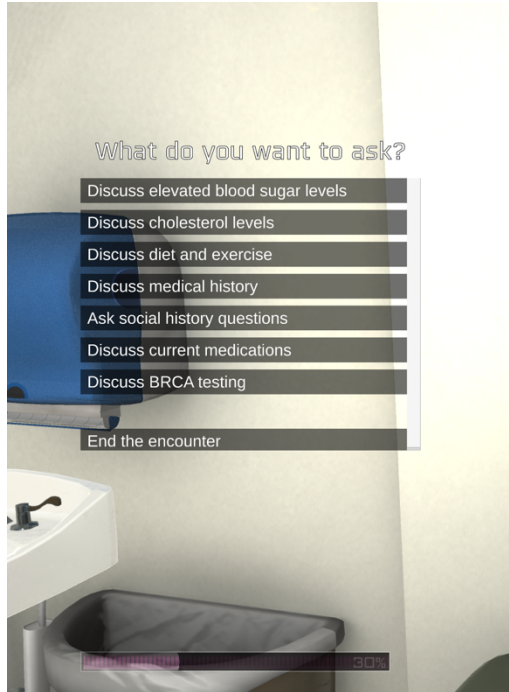 What do you want to ask?
Discuss elevated blood sugar levels
Discuss cholesterol levels
Discuss diet and exercise
Discuss medical history
Ask social history questions
Discuss current medications
Discuss BRCA testing
End the encounter
30%